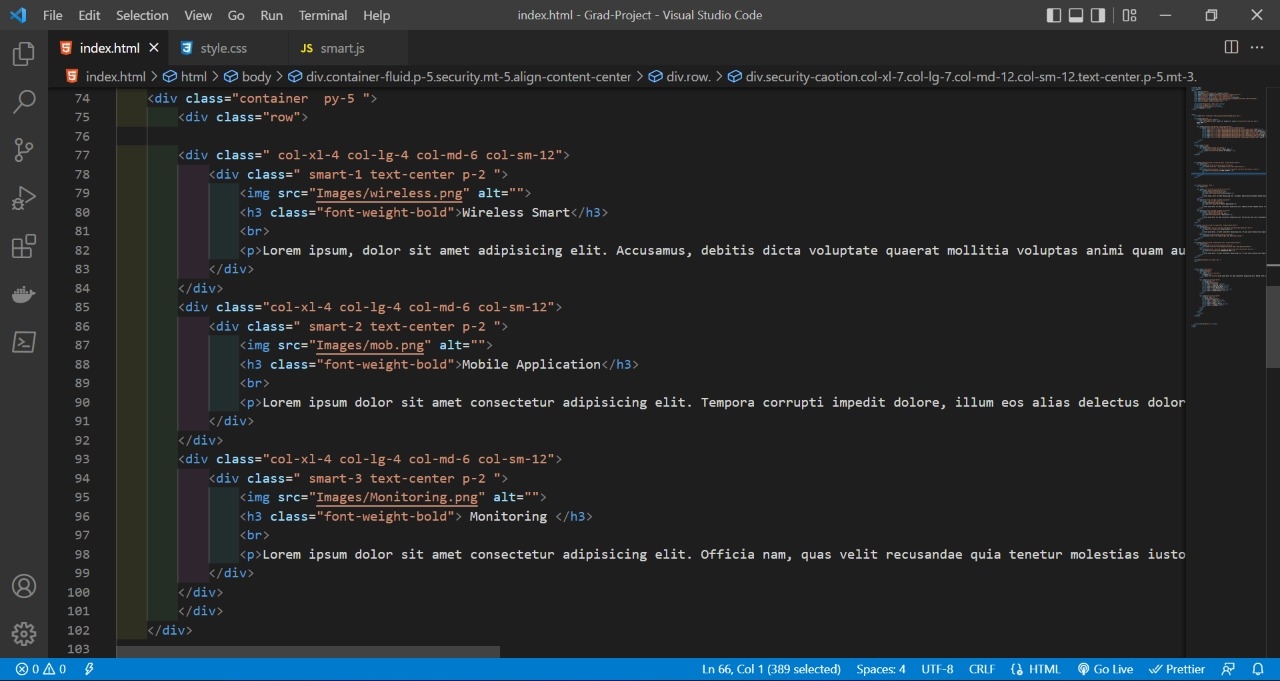 File Edit Selection View Go Run Terminal Help index.html - Grad-Project - Visual Studio Code
index.html style.css JS smart.js
index.html > html > body > div.container-fluid.p-5.security.mt-5.align-content-center > div.row. > div.security-caotion.col-xl-7.col-lg-7.col-md-12.col-sm-12.text-center.p-5.mt-3.
74 <div class="container  py-5 ">
75 <div class="row">
76
77 <div class=" col-xl-4 col-lg-4 col-md-6 col-sm-12">
78 <div class=" smart-1 text-center p-2 ">
79 <img src="Images/wireless.png" alt="">
80 <h3 class="font-weight-bold">Wireless Smart</h3>
81 <br>
82 <p>Lorem ipsum, dolor sit amet adipisicing elit. Accusamus, debitis dicta voluptate quaerat mollitia voluptas animi quam au
83 </div>
84 </div>
85 <div class="col-xl-4 col-lg-4 col-md-6 col-sm-12">
86 <div class=" smart-2 text-center p-2 ">
87 <img src="Images/mob.png" alt="">
88 <h3 class="font-weight-bold">Mobile Application</h3>
89 <br>
90 <p>Lorem ipsum dolor sit amet consectetur adipisicing elit. Tempora corrupti impedit dolore, illum eos alias delectus dolor
91 </div>
92 </div>
93 <div class="col-xl-4 col-lg-4 col-md-6 col-sm-12">
94 <div class=" smart-3 text-center p-2 ">
95 <img src="Images/Monitoring.png" alt="">
96 <h3 class="font-weight-bold"> Monitoring </h3>
97 <br>
98 <p>Lorem ipsum dolor sit amet consectetur adipisicing elit. Officia nam, quas velit recusandae quia tenetur molestias iusto
99 </div>
100 </div>
101 </div>
102 </div>
103
0 0 Ln 66, Col 1 (389 selected) Spaces: 4 UTF-8 CRLF HTML Go Live Prettier